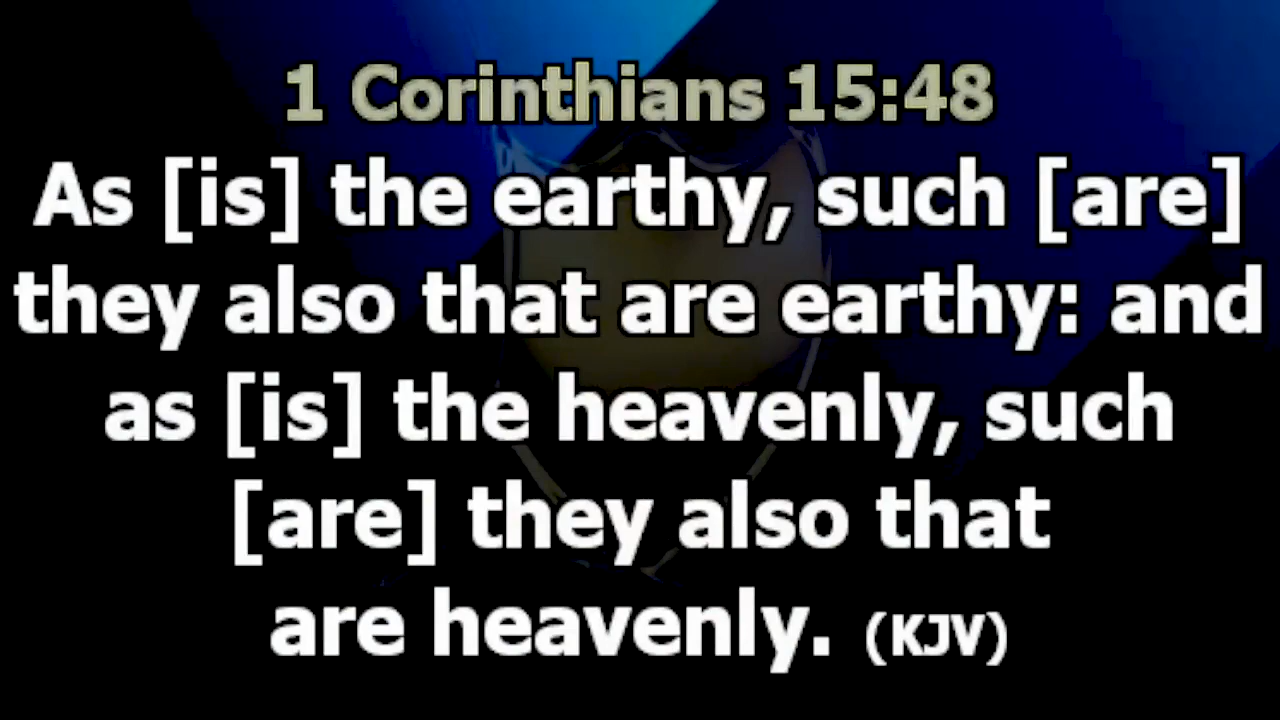 1 Corinthians 15:48
As [is] the earthy, such [are]
they also that are earthy: and
as [is] the heavenly, such
[are] they also that
are heavenly. (KJV)